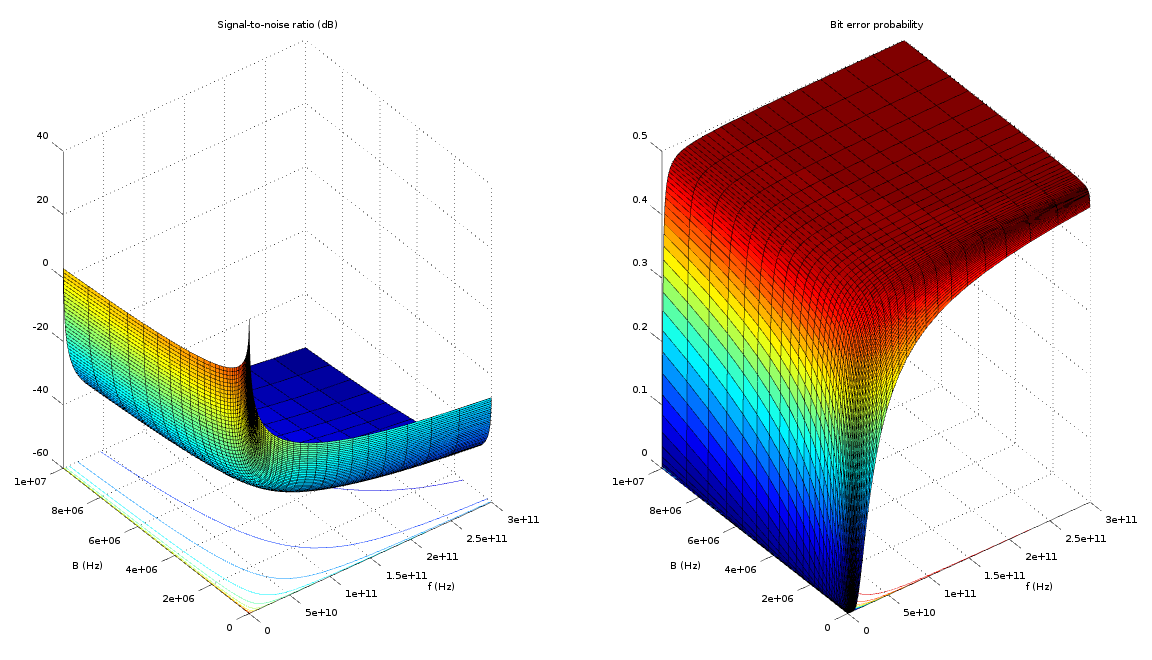 Signal-to-noise ratio (dB)
40
20
0
-20
-40
-60
1e+07
8e+06
6e+06
4e+06
2e+06
0
B (Hz)
0
5e+10
1e+11
1.5e+11
2e+11
2.5e+11
3e+11
f (Hz)
Bit error probability
0.5
0.4
0.3
0.2
0.1
0
1e+07
8e+06
6e+06
4e+06
2e+06
0
B (Hz)
0
5e+10
1e+11
1.5e+11
2e+11
2.5e+11
3e+11
f (Hz)